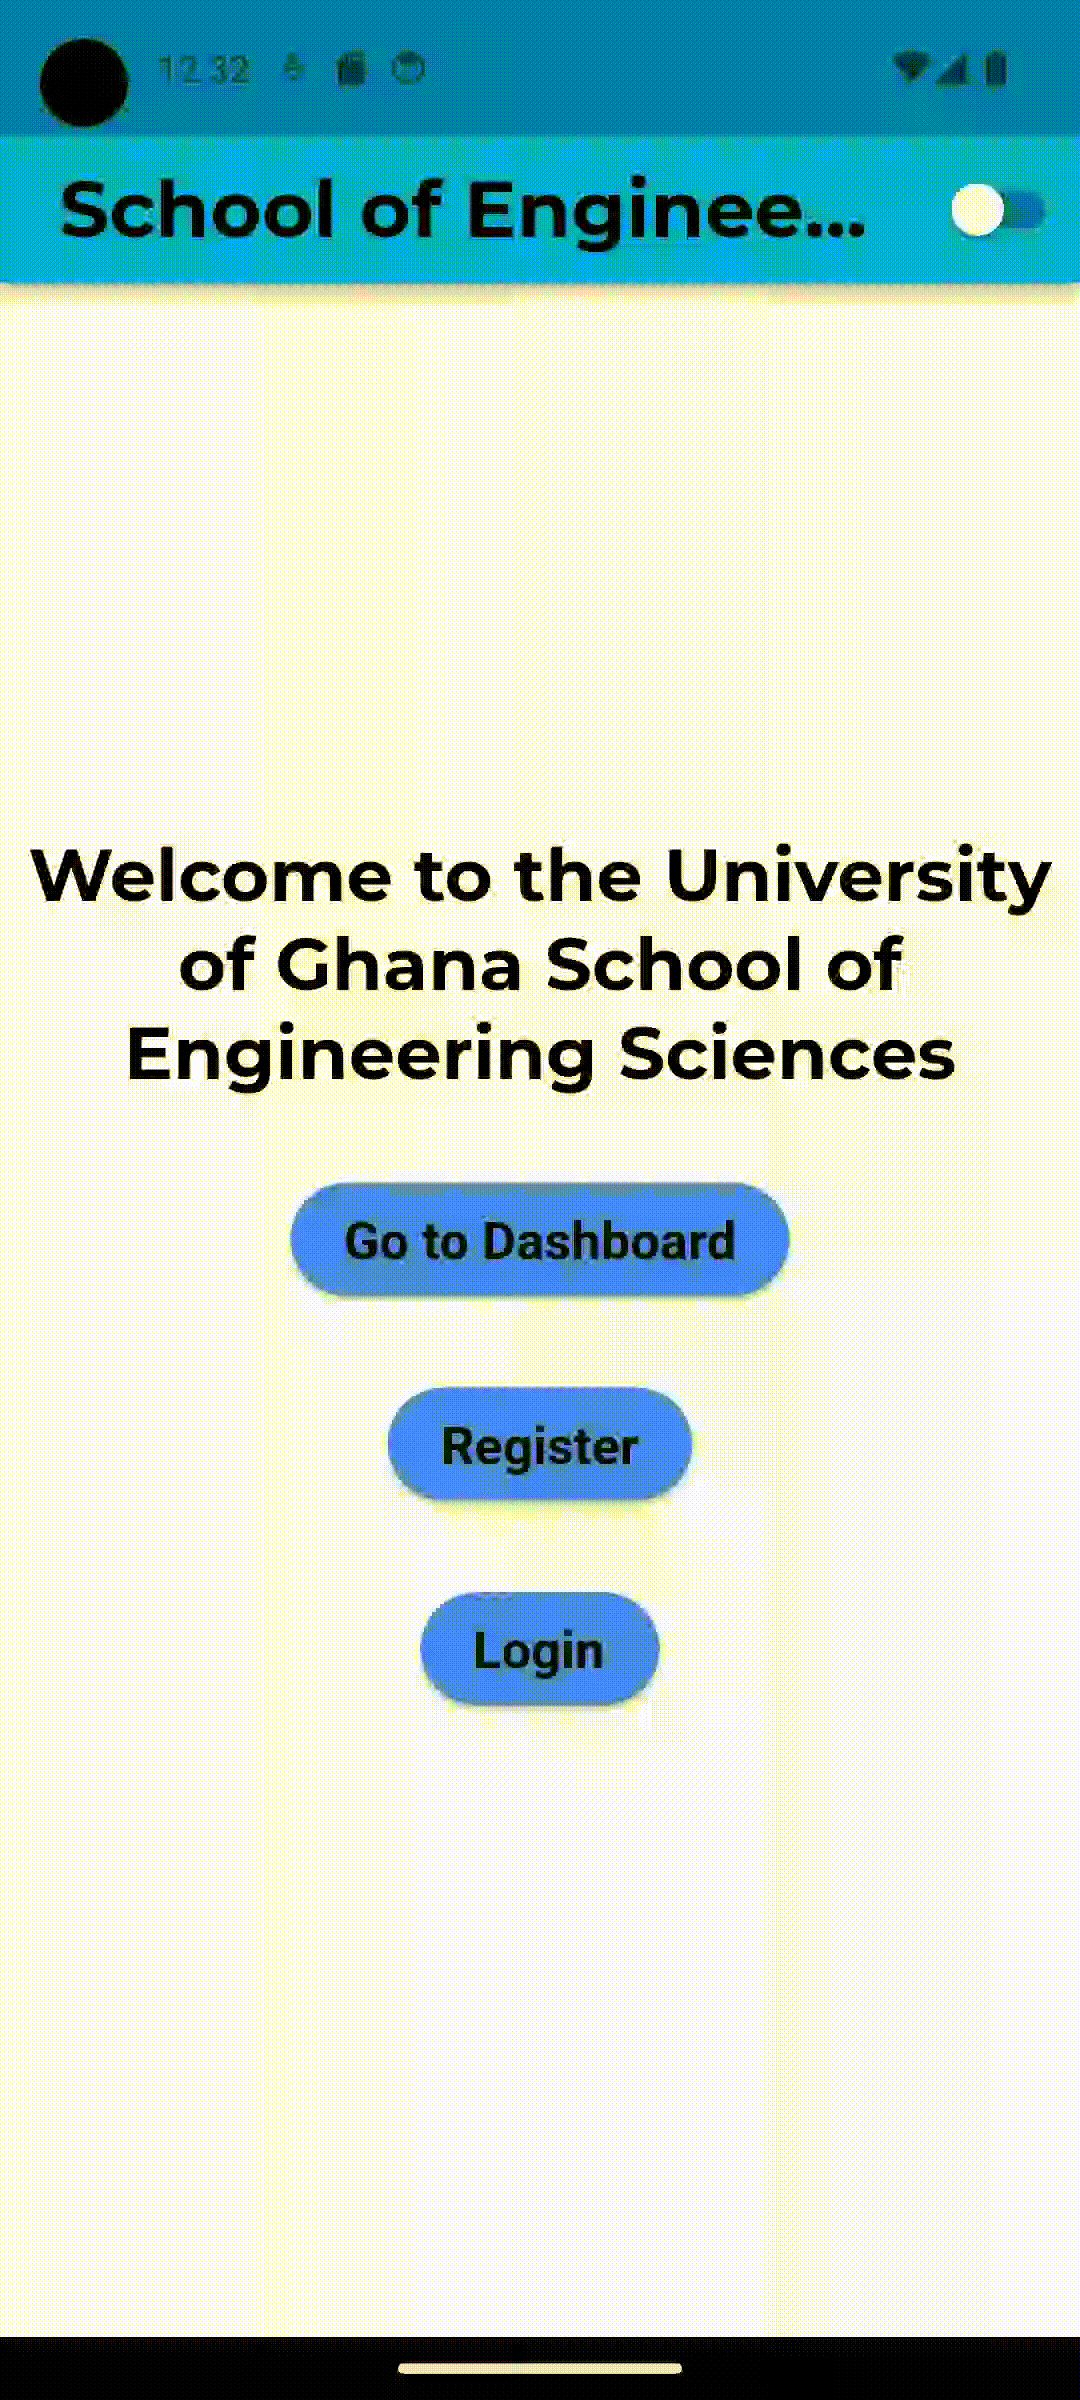 12:32
School of Enginee...
Welcome to the University
of Ghana School of
Engineering Sciences
Go to Dashboard
Register
Login